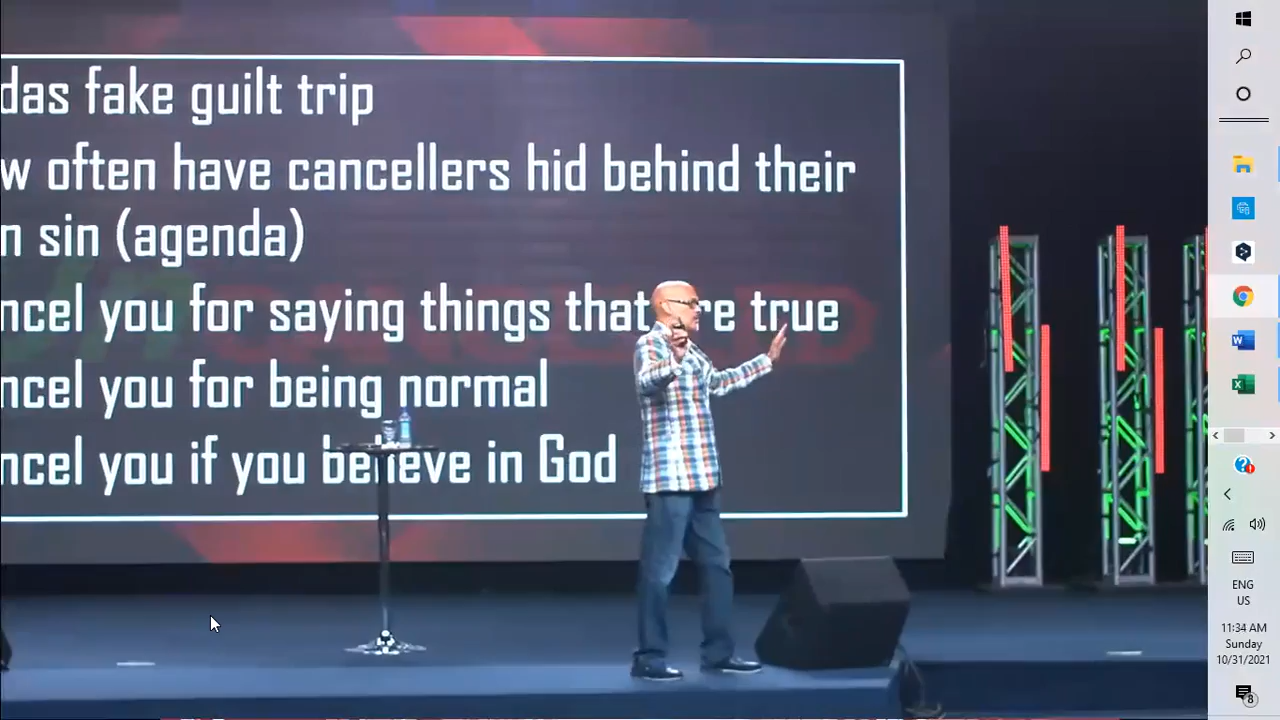 das fake guilt trip
w often have cancellers hid behind their
n sin (agenda)
ncel you for saying things that re true
ncel you for being normal
ncel you if you believe in God
ENG
US
11:34 AM
Sunday
10/31/2021
8